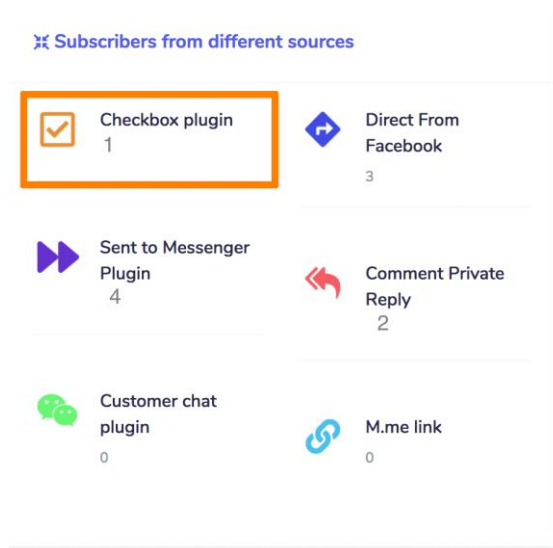 Subscribers from different sources
Checkbox plugin
1
Direct From
Facebook
3
Sent to Messenger
Plugin
4
Comment Private
Reply
2
Customer chat
plugin
0
M.me link
0